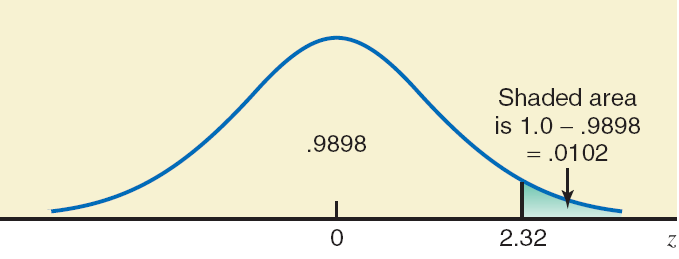 Shaded area
is 1.0 – .9898
= .0102
.9898
0
2.32
z